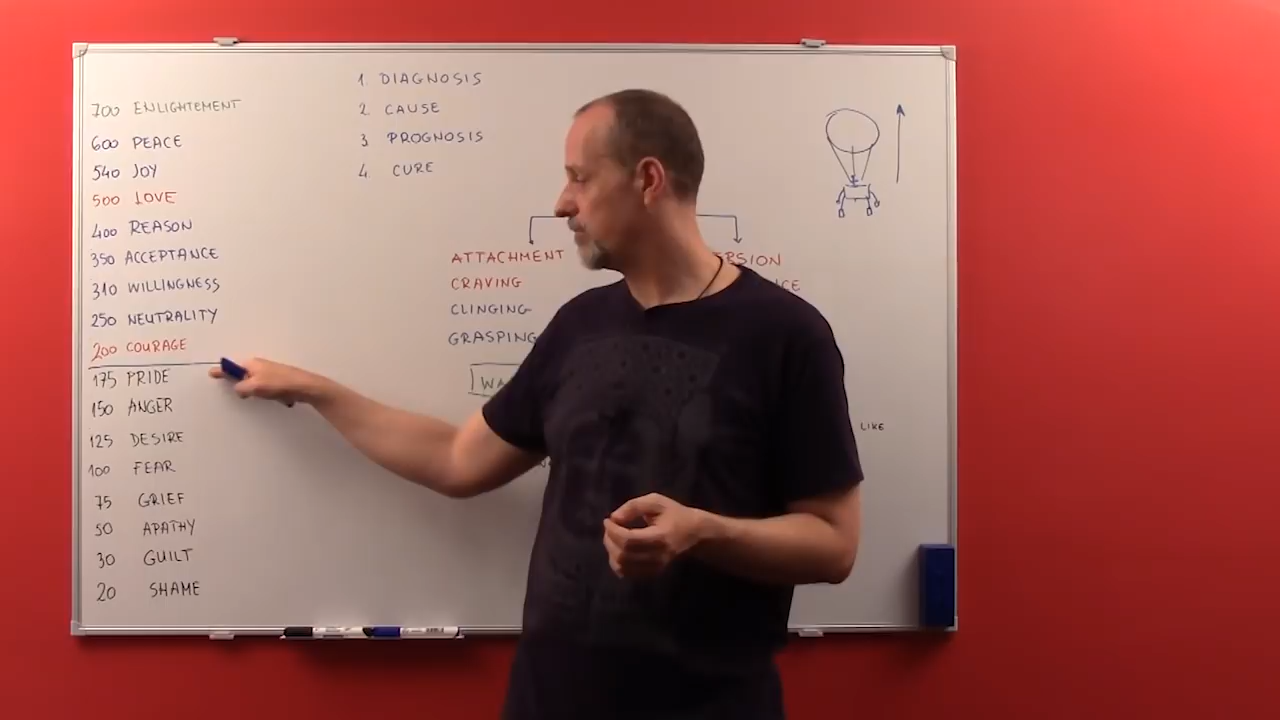 700 ENLIGHTEMENT
600 PEACE
540 JOY
500 LOVE
400 REASON
350 ACCEPTANCE
310 WILLINGNESS
250 NEUTRALITY
200 COURAGE
175 PRIDE
150 ANGER
125 DESIRE
100 FEAR
75 GRIEF
50 APATHY
30 GUILT
20 SHAME
1. DIAGNOSIS
2. CAUSE
3 PROGNOSIS
4. CURE
ATTACHMENT
CRAVING
CLINGING
GRASPING
LIKE